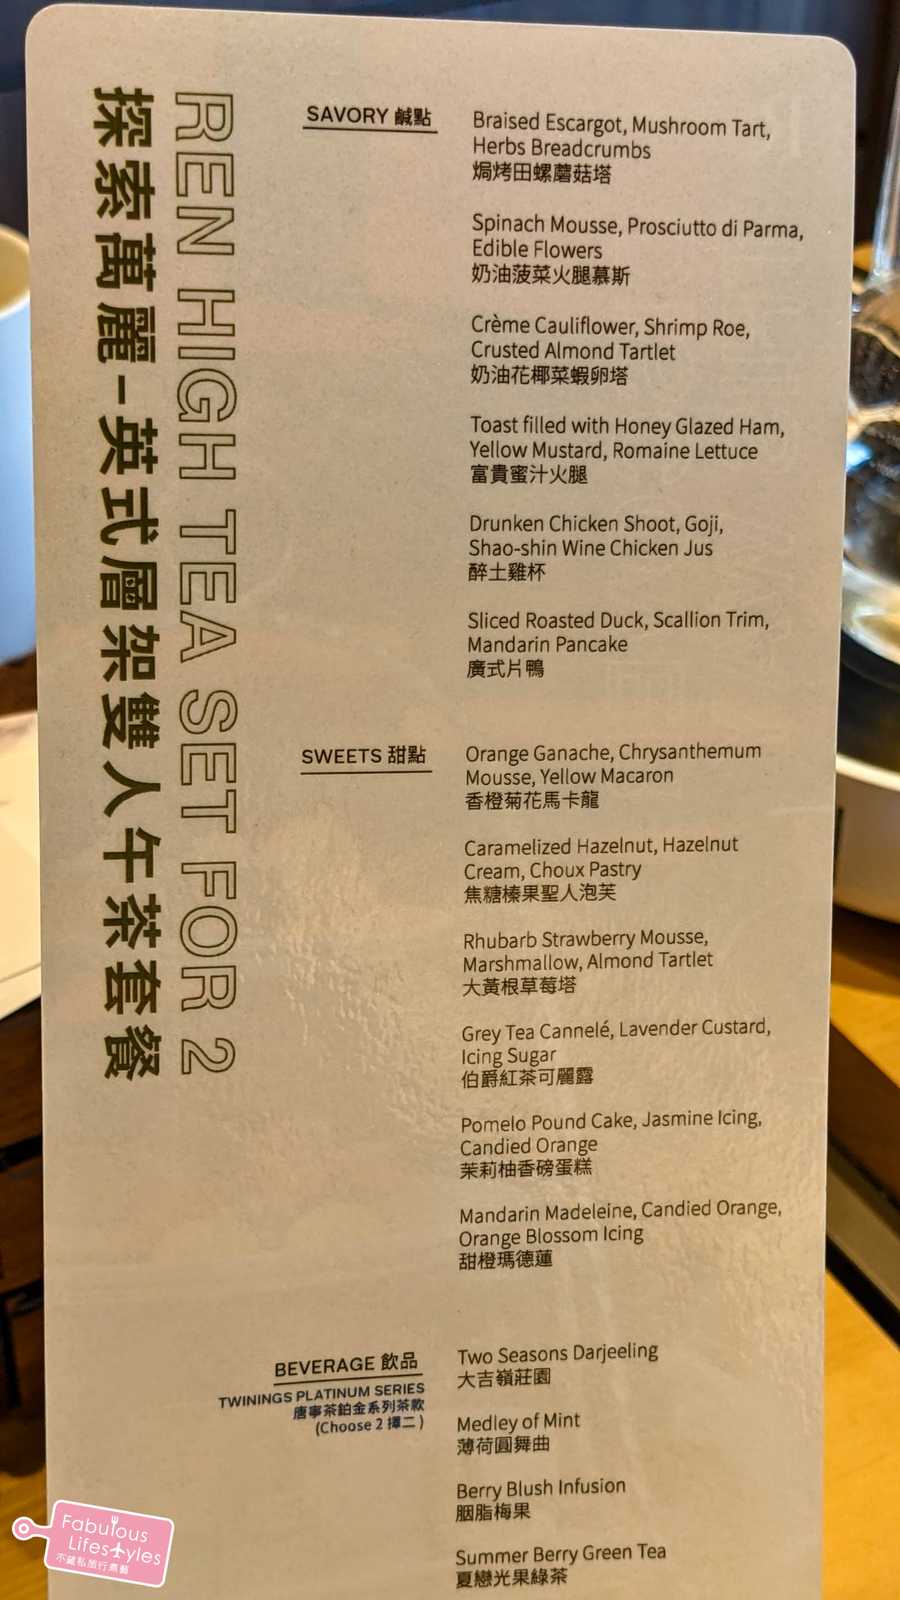 REN HIGH TEA SET FOR 2
探索萬麗-英式層架雙人午茶套餐
SAVORY 鹹點
Braised Escargot, Mushroom Tart,
Herbs Breadcrumbs
焗烤田螺蘑菇塔
Spinach Mousse, Prosciutto di Parma,
Edible Flowers
奶油菠菜火腿慕斯
Crème Cauliflower, Shrimp Roe,
Crusted Almond Tartlet
奶油花椰菜蝦卵塔
Toast filled with Honey Glazed Ham,
Yellow Mustard, Romaine Lettuce
富貴蜜汁火腿
Drunken Chicken Shoot, Goji,
Shao-shin Wine Chicken Jus
醉土雞杯
Sliced Roasted Duck, Scallion Trim,
Mandarin Pancake
廣式片鴨
SWEETS 甜點
Orange Ganache, Chrysanthemum
Mousse, Yellow Macaron
香橙菊花馬卡龍
Caramelized Hazelnut, Hazelnut
Cream, Choux Pastry
焦糖榛果聖人泡芙
Rhubarb Strawberry Mousse,
Marshmallow, Almond Tartlet
大黃根草莓塔
Grey Tea Cannelé, Lavender Custard,
Icing Sugar
伯爵紅茶可麗露
Pomelo Pound Cake, Jasmine Icing,
Candied Orange
茉莉柚香磅蛋糕
Mandarin Madeleine, Candied Orange,
Orange Blossom Icing
甜橙瑪德蓮
BEVERAGE 飲品
TWININGS PLATINUM SERIES
唐寧茶鉑金系列茶款
(Choose 2 擇二)
Two Seasons Darjeeling
大吉嶺莊園
Medley of Mint
薄荷圓舞曲
Berry Blush Infusion
胭脂梅果
Summer Berry Green Tea
夏戀光果綠茶
Fabulous
Lifestyles
不藏私旅行煮藝